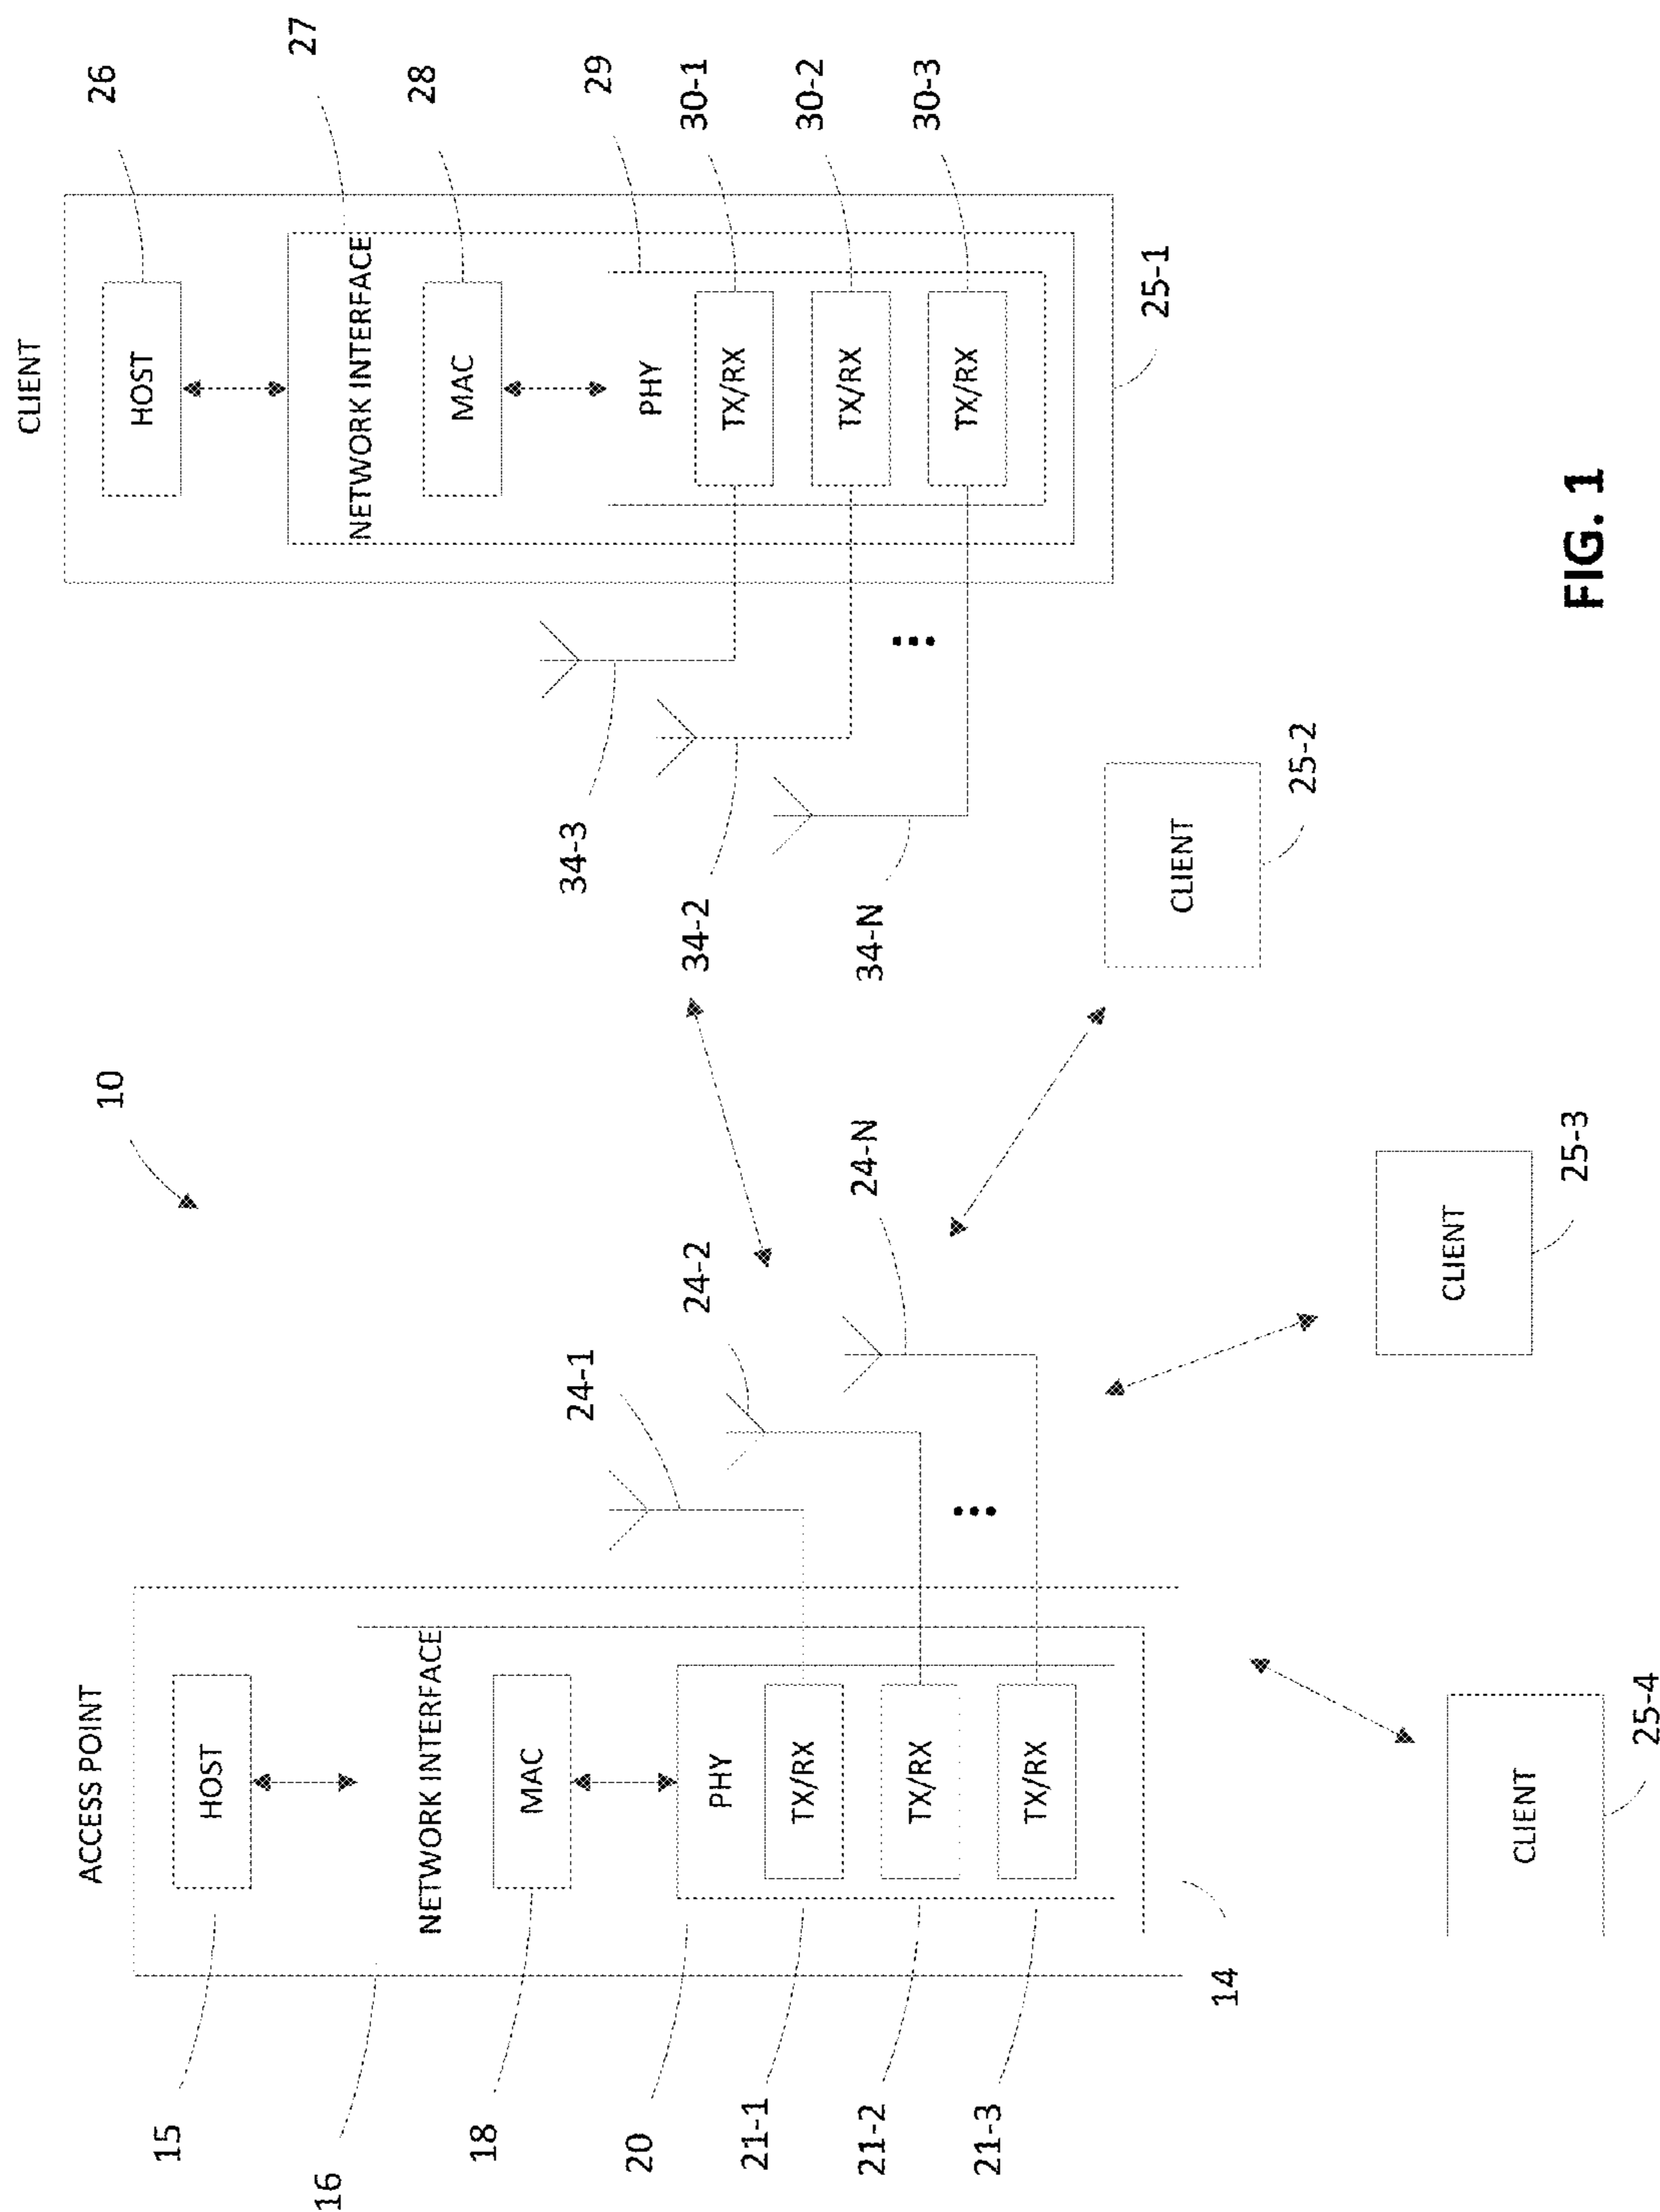 10
ACCESS POINT
HOST
NETWORK INTERFACE
MAC
PHY
TX/RX
TX/RX
TX/RX
15
16
18
20
21-1
21-2
21-3
14
24-1
24-2
24-N
CLIENT
HOST
NETWORK INTERFACE
MAC
PHY
TX/RX
TX/RX
TX/RX
26
27
28
29
30-1
30-2
30-3
25-1
34-3
34-2
34-N
CLIENT
25-2
CLIENT
25-3
CLIENT
25-4
FIG. 1